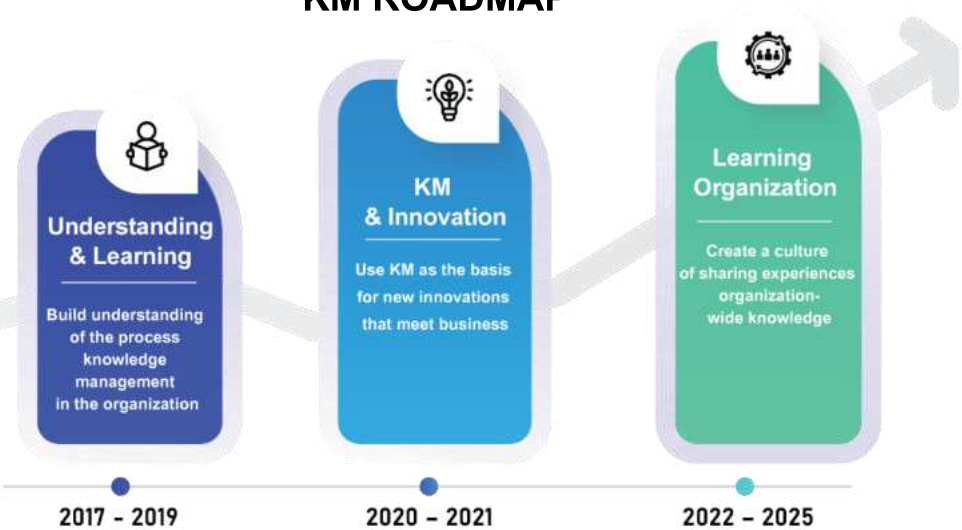 KM ROADMAP
Understanding
& Learning
Build understanding
of the process
knowledge
management
in the organization
2017 - 2019
KM
& Innovation
Use KM as the basis
for new innovations
that meet business
2020 - 2021
Learning
Organization
Create a culture
of sharing experiences
organization-
wide knowledge
2022 - 2025